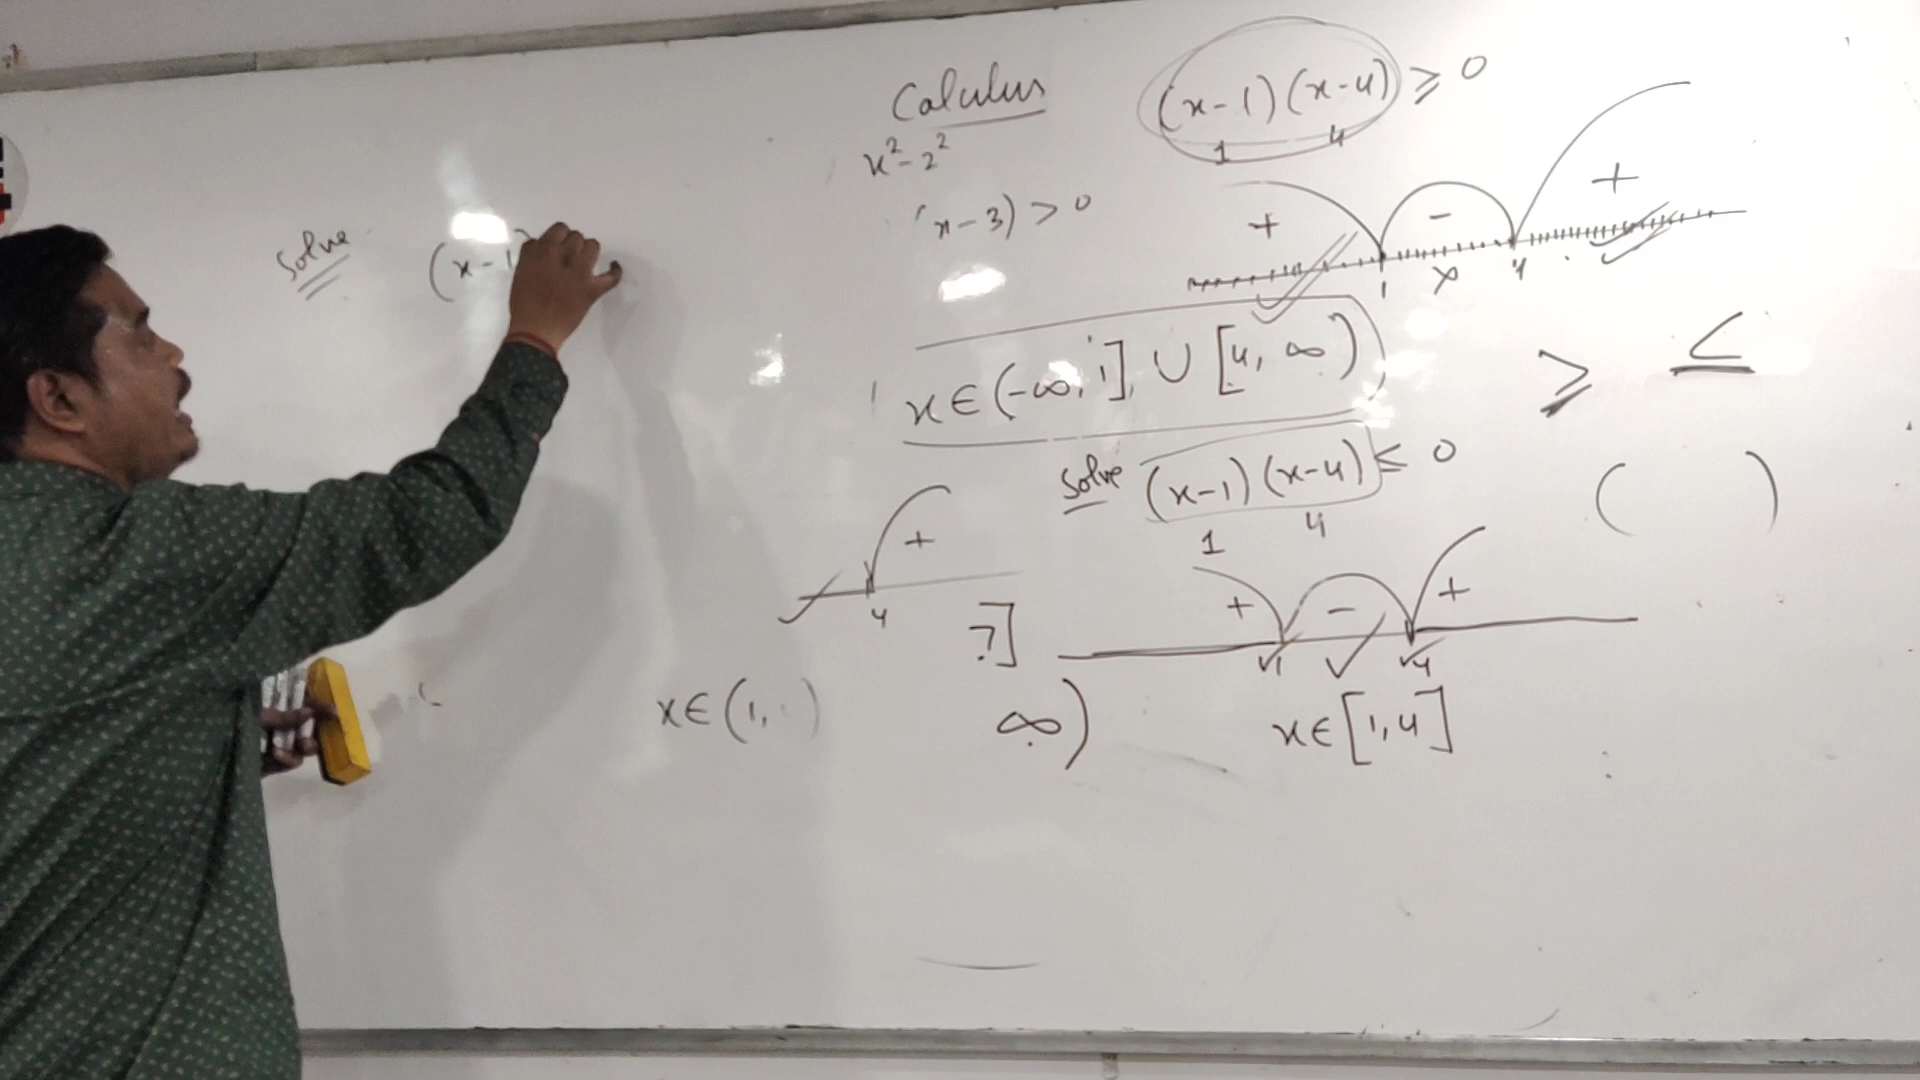 Calculus
x²-2²
x-3) > 0
(x-1)(x-4) ≥ 0
1 4
+ - +
1 x 4
x∈(-∞,1] ∪ [4, ∞)
≥ ≤
Solve (x-1)(x-4) ≤ 0
1 4
( )
+ - +
1 4
x∈[1,4]
+
4
?]
x∈(1, )
∞)
Solve (x-1)